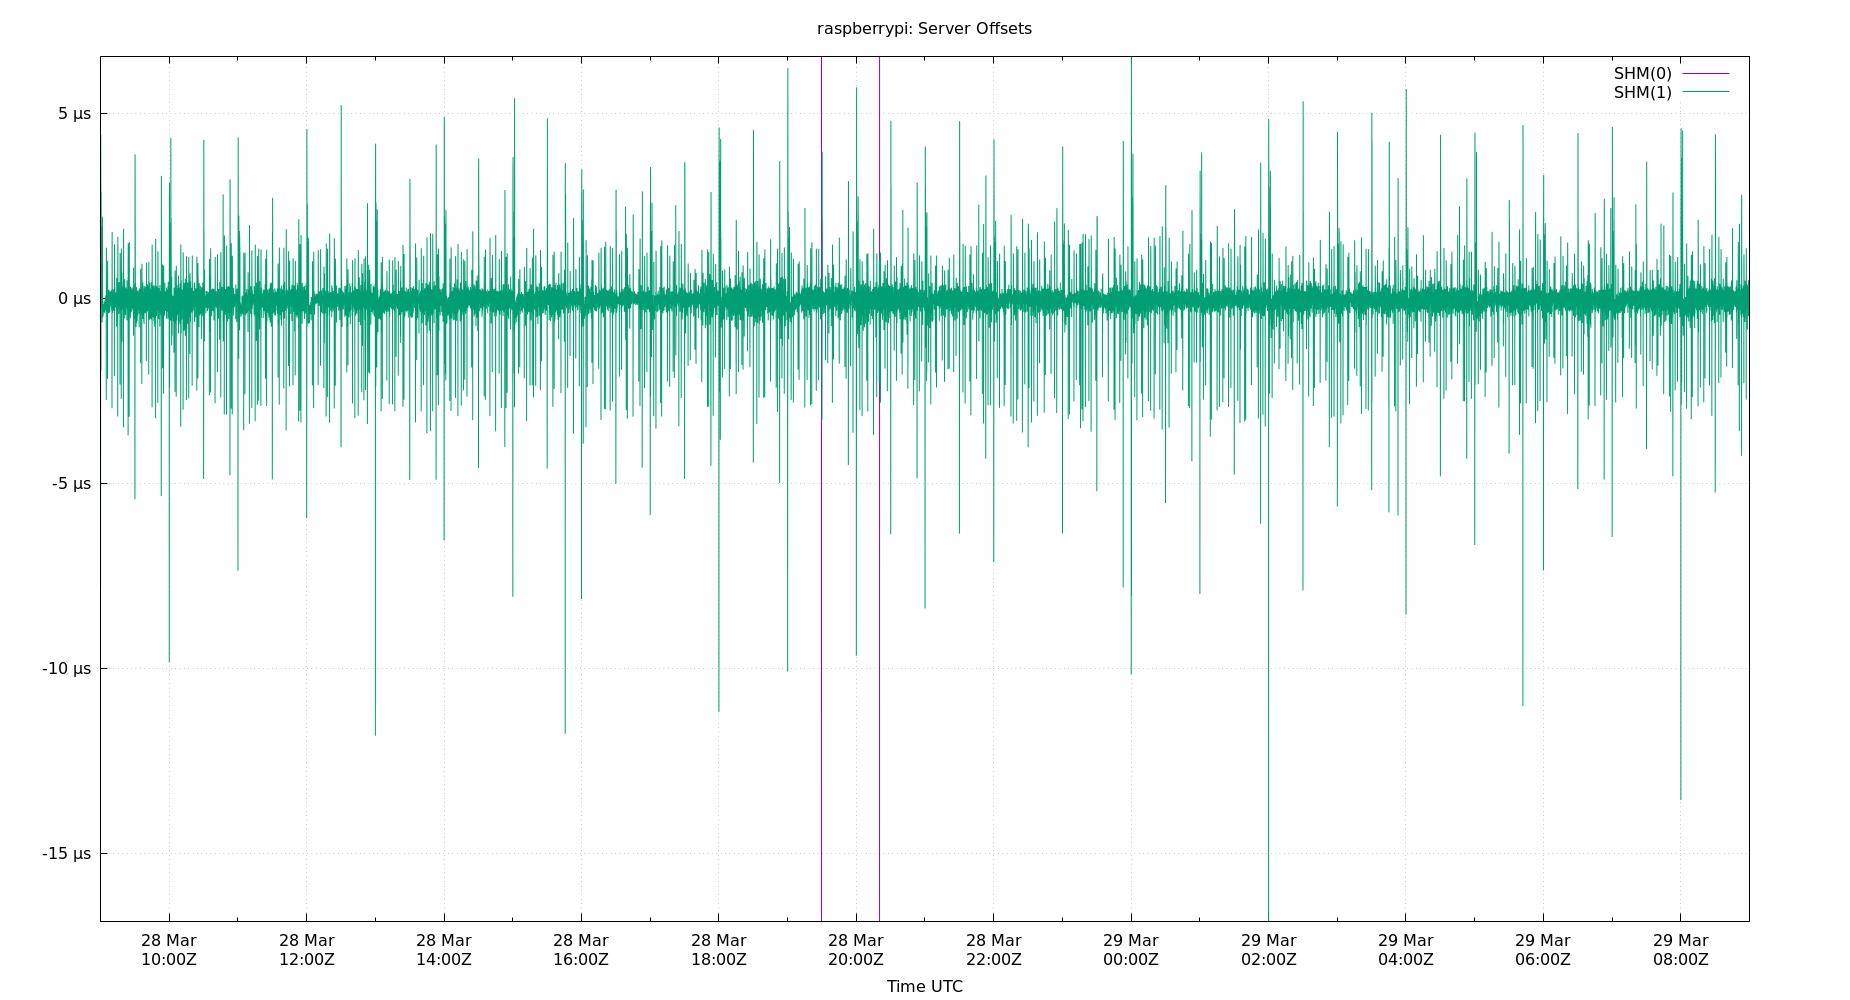 raspberrypi: Server Offsets
SHM(0)
SHM(1)
5 µs
0 µs
-5 µs
-10 µs
-15 µs
28 Mar 28 Mar 28 Mar 28 Mar 28 Mar 28 Mar 28 Mar 29 Mar 29 Mar 29 Mar 29 Mar 29 Mar
10:00Z 12:00Z 14:00Z 16:00Z 18:00Z 20:00Z 22:00Z 00:00Z 02:00Z 04:00Z 06:00Z 08:00Z
Time UTC